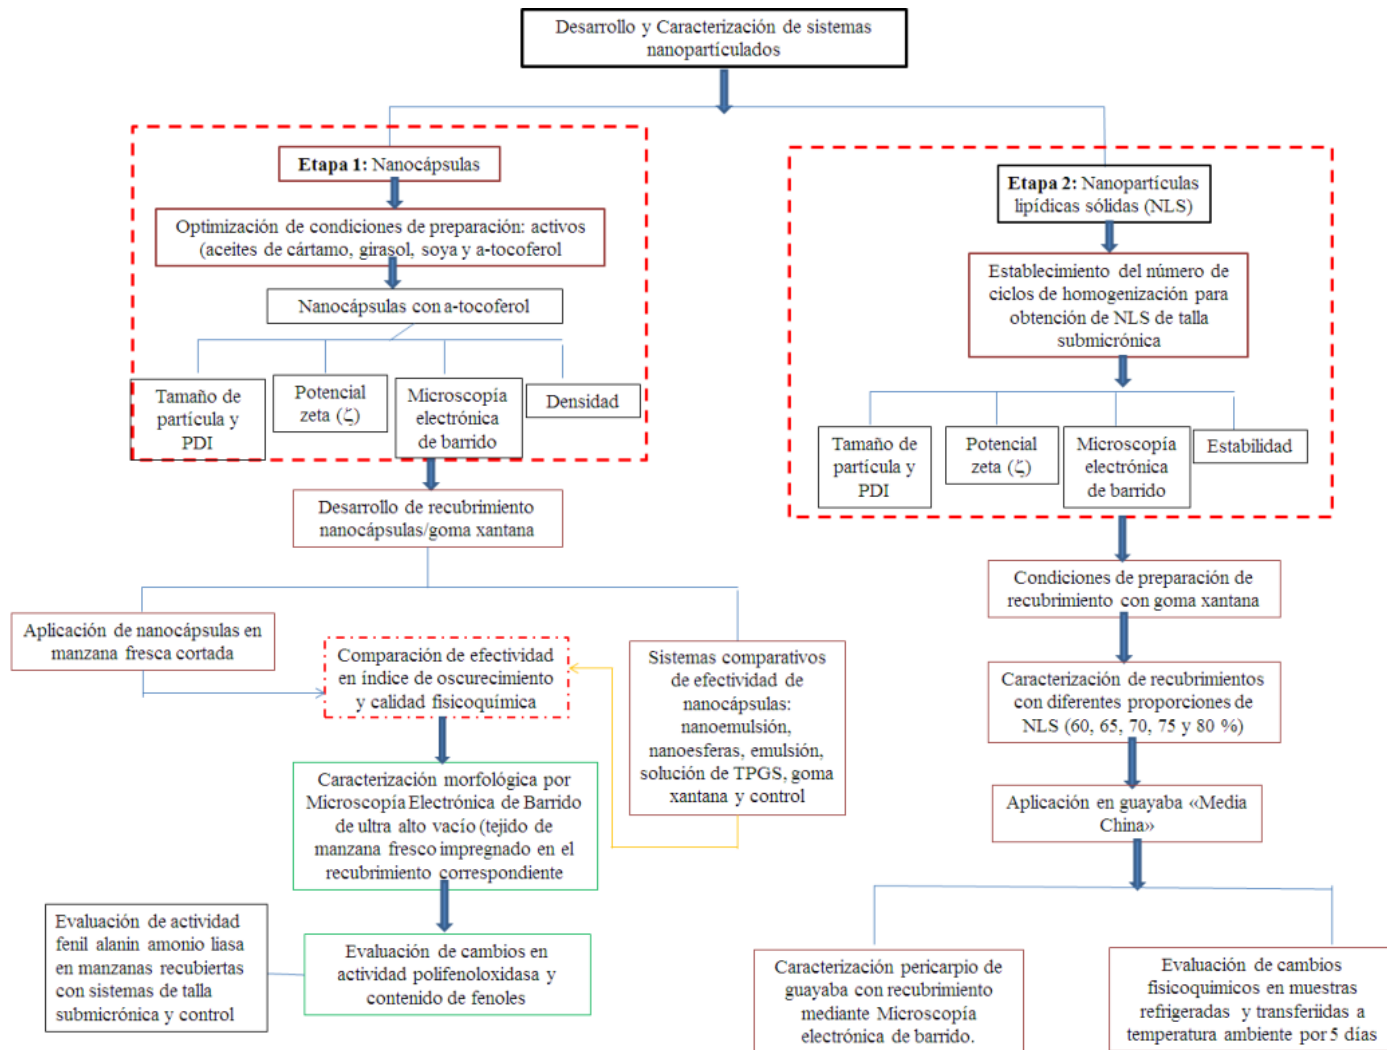 Desarrollo y Caracterización de sistemas
nanopartículados
Etapa 1: Nanocápsulas
Optimización de condiciones de preparación: activos
(aceites de cártamo, girasol, soya y a-tocoferol
Nanocápsulas con a-tocoferol
Tamaño de
partícula y
PDI
Potencial
zeta (ζ)
Microscopía
electrónica
de barrido
Densidad
Desarrollo de recubrimiento
nanocápsulas/goma xantana
Aplicación de nanocápsulas en
manzana fresca cortada
Comparación de efectividad
en índice de oscurecimiento
y calidad fisicoquímica
Sistemas comparativos
de efectividad de
nanocápsulas:
nanoemulsión,
nanoesferas, emulsión,
solución de TPGS, goma
xantana y control
Caracterización morfológica por
Microscopía Electrónica de Barrido
de ultra alto vacío (tejido de
manzana fresco impregnado en el
recubrimiento correspondiente
Evaluación de actividad
fenil alanin amonio liasa
en manzanas recubiertas
con sistemas de talla
submicrónica y control
Evaluación de cambios en
actividad polifenoloxidasa y
contenido de fenoles
Etapa 2: Nanopartículas
lipídicas sólidas (NLS)
Establecimiento del número de
ciclos de homogenización para
obtención de NLS de talla
submicrónica
Tamaño de
partícula y
PDI
Potencial
zeta (ζ)
Microscopía
electrónica
de barrido
Estabilidad
Condiciones de preparación de
recubrimiento con goma xantana
Caracterización de recubrimientos
con diferentes proporciones de
NLS (60, 65, 70, 75 y 80 %)
Aplicación en guayaba «Media
China»
Caracterización pericarpio de
guayaba con recubrimiento
mediante Microscopía
electrónica de barrido.
Evaluación de cambios
fisicoquimicos en muestras
refrigeradas y transferiidas a
temperatura ambiente por 5 días